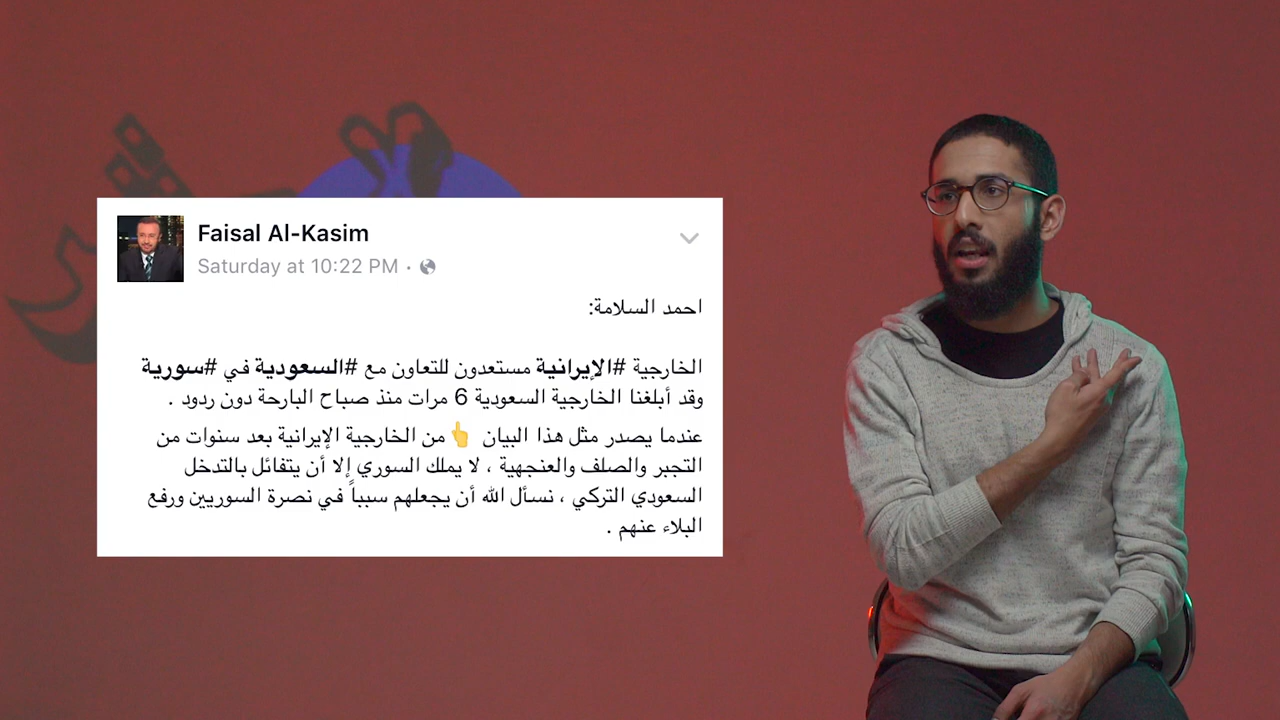 Faisal Al-Kasim
Saturday at 10:22 PM ·
احمد السلامة:
الخارجية #الإيرانية مستعدون للتعاون مع #السعودية في #سورية
وقد أبلغنا الخارجية السعودية 6 مرات منذ صباح البارحة دون ردود .
عندما يصدر مثل هذا البيان 👆 من الخارجية الإيرانية بعد سنوات من
التجبر والصلف والعنجهية ، لا يملك السوري إلا أن يتفائل بالتدخل
السعودي التركي ، نسأل الله أن يجعلهم سبباً في نصرة السوريين ورفع
البلاء عنهم .